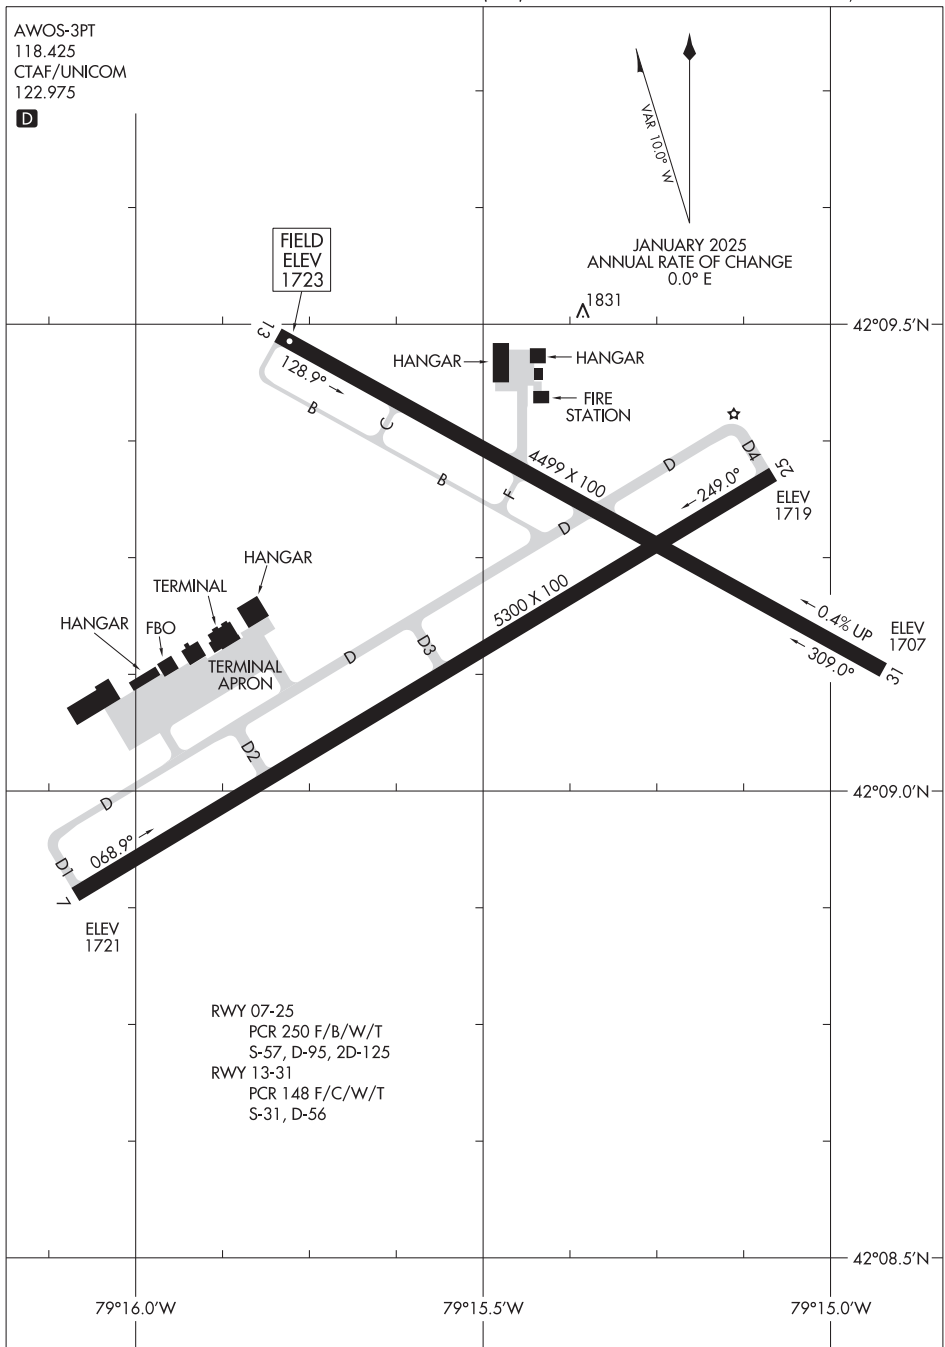 AWOS-3PT
118.425
CTAF/UNICOM
122.975
D
VAR 10.0° W
JANUARY 2025
ANNUAL RATE OF CHANGE
0.0° E
FIELD
ELEV
1723
1831
42°09.5'N
13
128.9°
HANGAR
HANGAR
FIRE
STATION
B
C
B
F
4499 X 100
D
D
D4
25
249.0°
ELEV
1719
HANGAR
TERMINAL
HANGAR
FBO
TERMINAL
APRON
5300 X 100
D
D3
0.4% UP
309.0°
ELEV
1707
31
D2
42°09.0'N
D
068.9°
D1
7
ELEV
1721
RWY 07-25
PCR 250 F/B/W/T
S-57, D-95, 2D-125
RWY 13-31
PCR 148 F/C/W/T
S-31, D-56
42°08.5'N
79°16.0'W
79°15.5'W
79°15.0'W